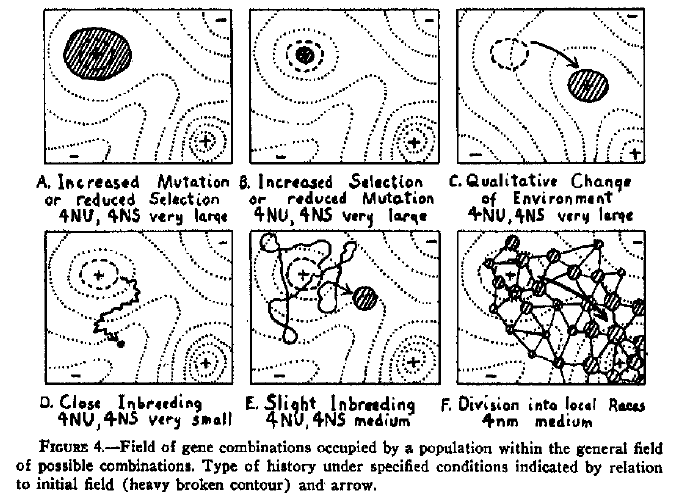 A. Increased Mutation
or reduced Selection
4NU, 4NS very large
B. Increased Selection
or reduced Mutation
4NU, 4NS very large
C. Qualitative Change
of Environment
4NU, 4NS very large
D. Close Inbreeding
4NU, 4NS very small
E. Slight Inbreeding
4NU, 4NS medium
F. Division into local Races
4nm medium
FIGURE 4.—Field of gene combinations occupied by a population within the general field
of possible combinations. Type of history under specified conditions indicated by relation
to initial field (heavy broken contour) and arrow.